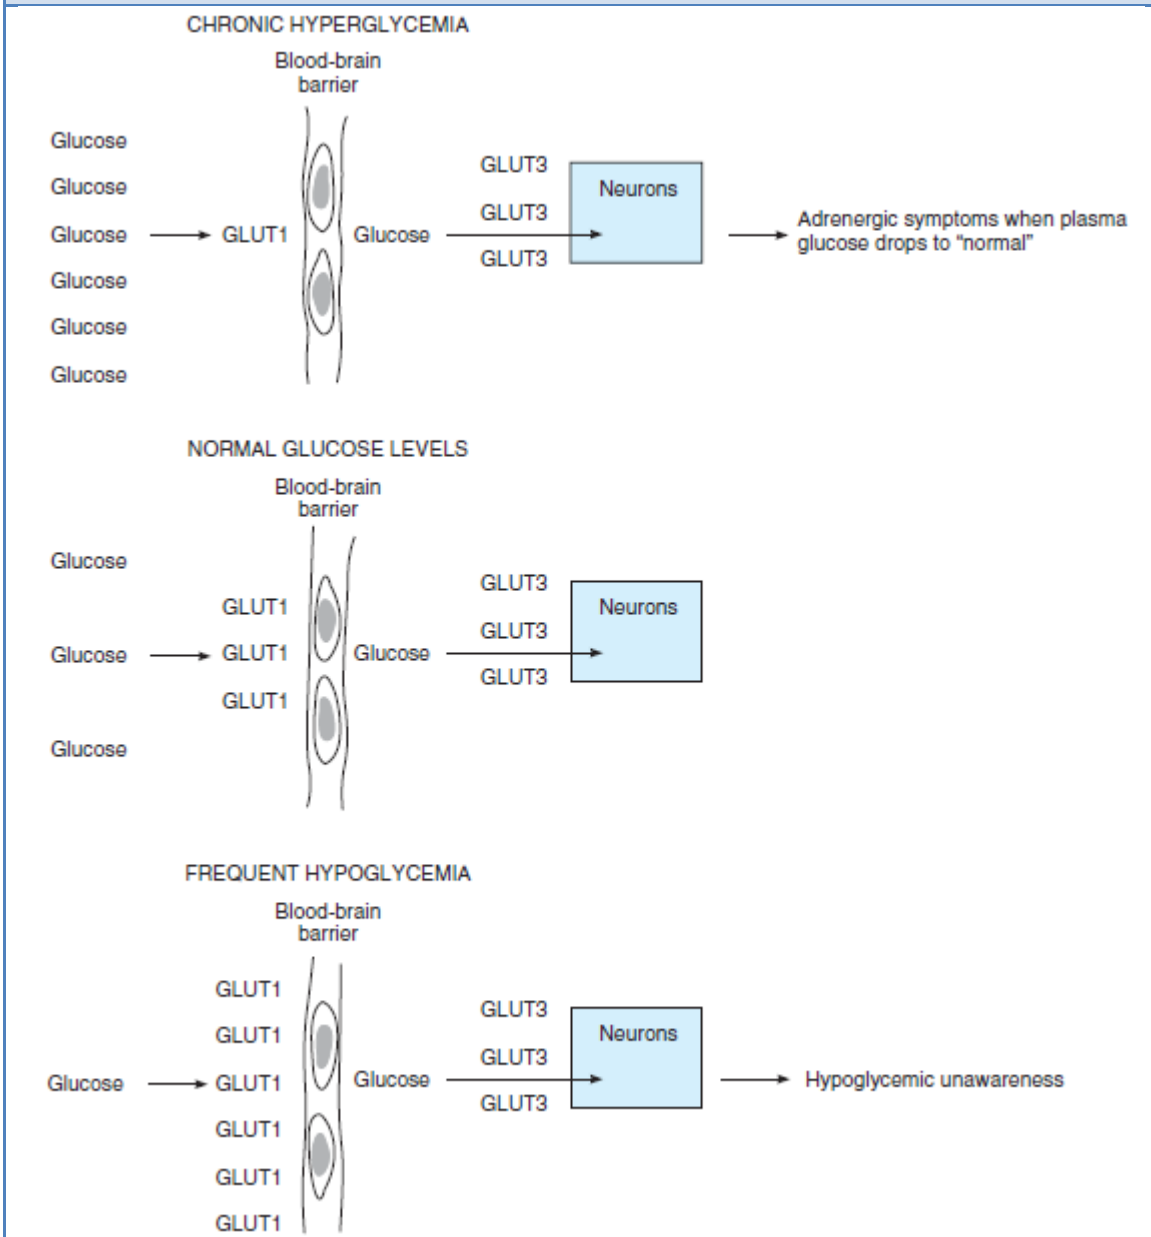 CHRONIC HYPERGLYCEMIA
Blood-brain
barrier
Glucose
Glucose
Glucose
Glucose
Glucose
Glucose
GLUT1
Glucose
GLUT3
GLUT3
GLUT3
Neurons
Adrenergic symptoms when plasma
glucose drops to “normal”
NORMAL GLUCOSE LEVELS
Blood-brain
barrier
Glucose
Glucose
Glucose
GLUT1
GLUT1
GLUT1
Glucose
GLUT3
GLUT3
GLUT3
Neurons
FREQUENT HYPOGLYCEMIA
Blood-brain
barrier
Glucose
GLUT1
GLUT1
GLUT1
GLUT1
GLUT1
GLUT1
Glucose
GLUT3
GLUT3
GLUT3
Neurons
Hypoglycemic unawareness